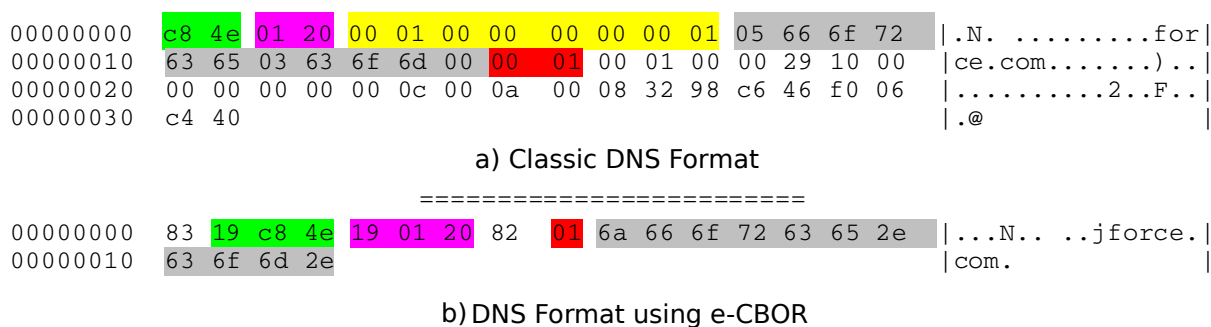 00000000 c8 4e 01 20 00 01 00 00 00 00 00 01 05 66 6f 72 |.N. .........for|
00000010 63 65 03 63 6f 6d 00 00 01 00 01 00 00 29 10 00 |ce.com.......)..|
00000020 00 00 00 00 00 0c 00 0a 00 08 32 98 c6 46 f0 06 |..........2..F..|
00000030 c4 40 |.@ |
a) Classic DNS Format
==========================
00000000 83 19 c8 4e 19 01 20 82 01 6a 66 6f 72 63 65 2e |...N.. ..jforce.|
00000010 63 6f 6d 2e |com. |
b) DNS Format using e-CBOR